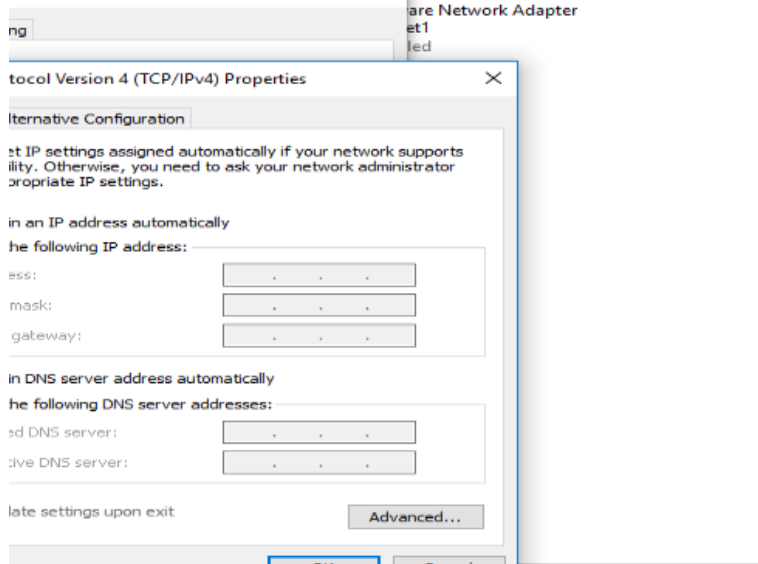 are Network Adapter
et1
led
ng
tocol Version 4 (TCP/IPv4) Properties
lternative Configuration
et IP settings assigned automatically if your network supports
ility. Otherwise, you need to ask your network administrator
propriate IP settings.
in an IP address automatically
he following IP address:
ess:
mask:
gateway:
in DNS server address automatically
he following DNS server addresses:
ed DNS server:
tive DNS server:
late settings upon exit
Advanced...